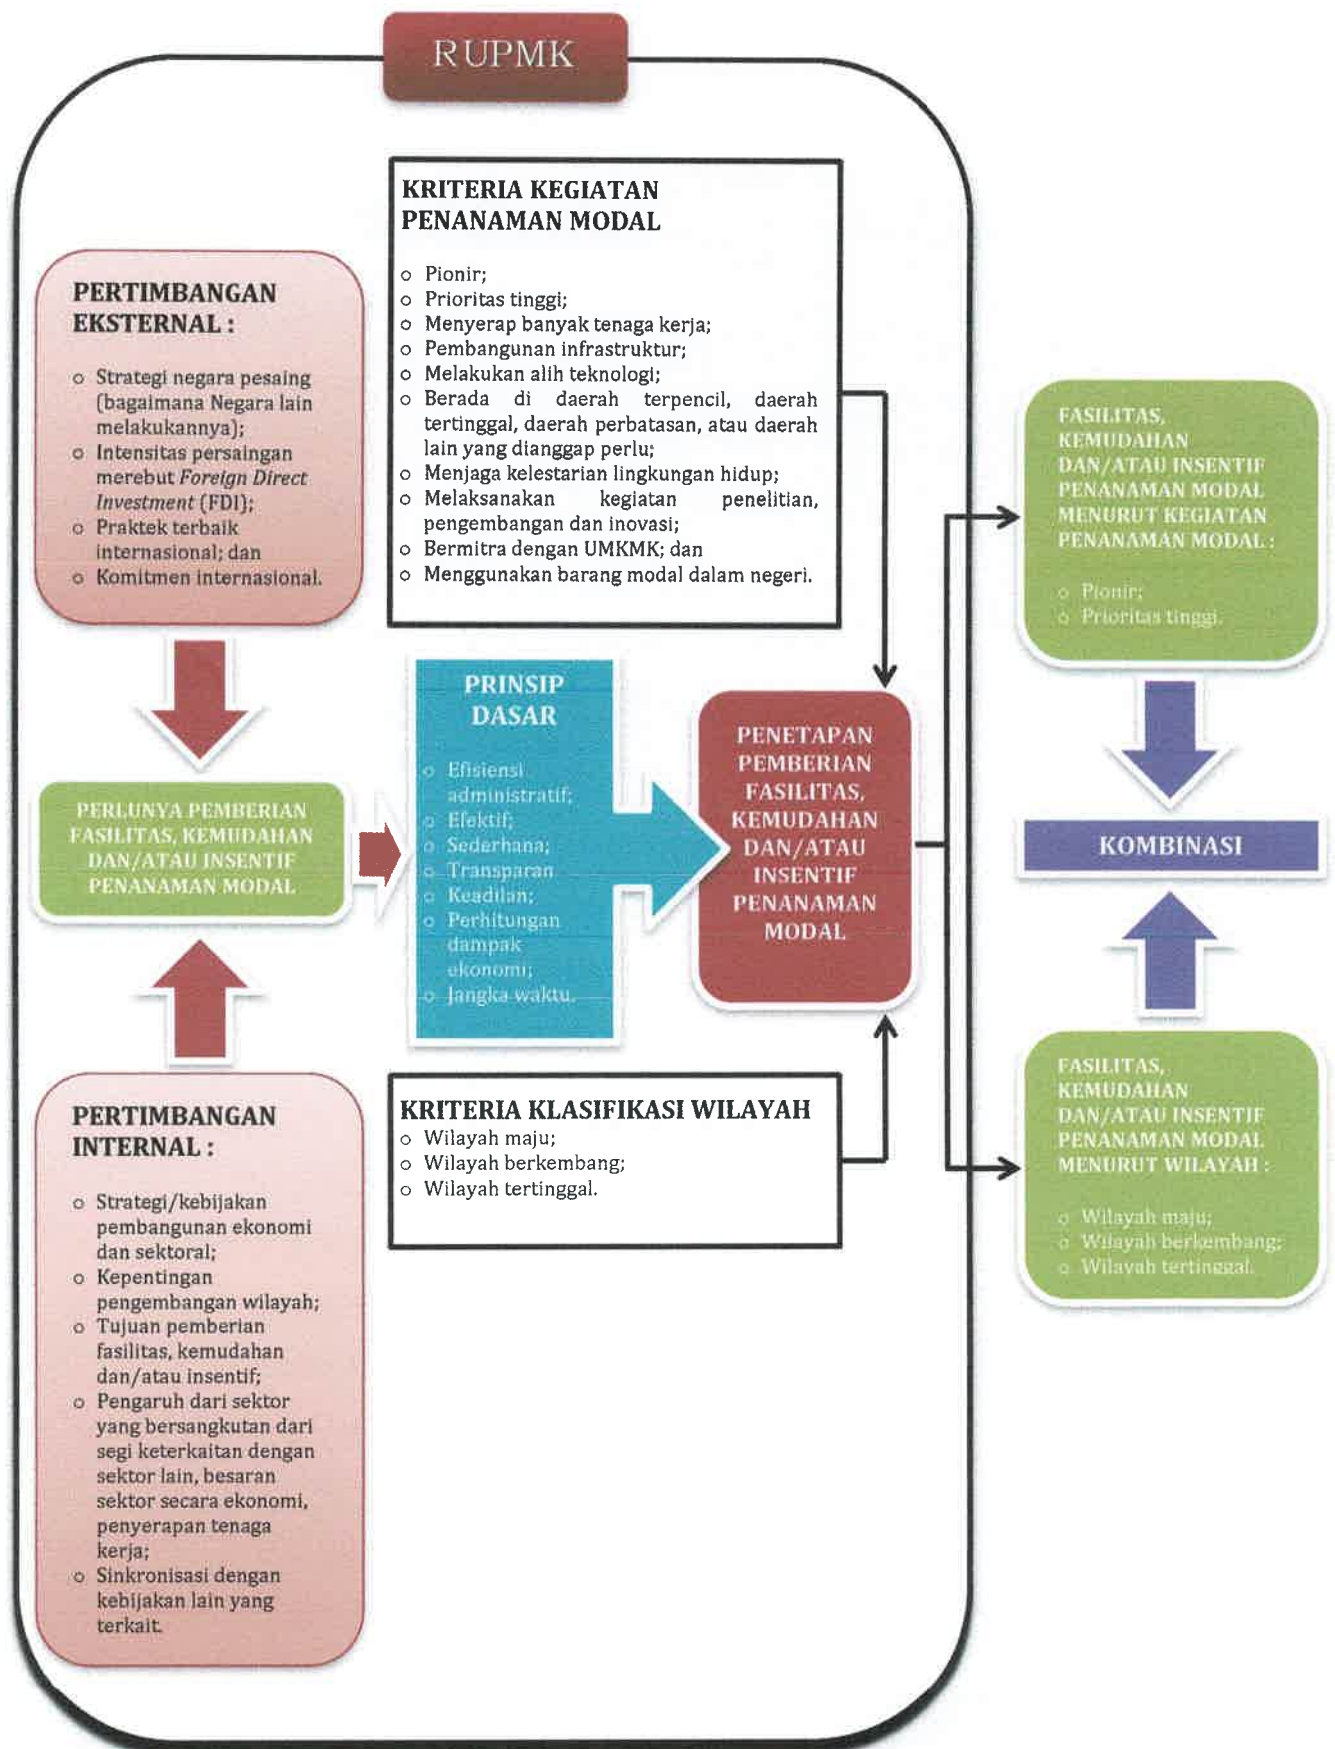 RUPMK
KRITERIA KEGIATAN
PENANAMAN MODAL
o Pionir;
o Prioritas tinggi;
o Menyerap banyak tenaga kerja;
o Pembangunan infrastruktur;
o Melakukan alih teknologi;
o Berada di daerah terpencil, daerah
tertinggal, daerah perbatasan, atau daerah
lain yang dianggap perlu;
o Menjaga kelestarian lingkungan hidup;
o Melaksanakan kegiatan penelitian,
pengembangan dan inovasi;
o Bermitra dengan UMKMK; dan
o Menggunakan barang modal dalam negeri.
PERTIMBANGAN
EKSTERNAL :
o Strategi negara pesaing
(bagaimana Negara lain
melakukannya);
o Intensitas persaingan
merebut Foreign Direct
Investment (FDI);
o Praktek terbaik
internasional; dan
o Komitmen internasional.
PERLUNYA PEMBERIAN
FASILITAS, KEMUDAHAN
DAN/ATAU INSENTIF
PENANAMAN MODAL
PRINSIP
DASAR
o Efisiensi
administratif;
o Efektif;
o Sederhana;
o Transparan
o Keadilan;
o Perhitungan
dampak
ekonomi;
o Jangka waktu.
PENETAPAN
PEMBERIAN
FASILITAS,
KEMUDAHAN
DAN/ATAU
INSENTIF
PENANAMAN
MODAL
PERTIMBANGAN
INTERNAL :
o Strategi/kebijakan
pembangunan ekonomi
dan sektoral;
o Kepentingan
pengembangan wilayah;
o Tujuan pemberian
fasilitas, kemudahan
dan/atau insentif;
o Pengaruh dari sektor
yang bersangkutan dari
segi keterkaitan dengan
sektor lain, besaran
sektor secara ekonomi,
penyerapan tenaga
kerja;
o Sinkronisasi dengan
kebijakan lain yang
terkait.
KRITERIA KLASIFIKASI WILAYAH
o Wilayah maju;
o Wilayah berkembang;
o Wilayah tertinggal.
FASILITAS,
KEMUDAHAN
DAN/ATAU INSENTIF
PENANAMAN MODAL
MENURUT KEGIATAN
PENANAMAN MODAL :
o Pionir;
o Prioritas tinggi.
KOMBINASI
FASILITAS,
KEMUDAHAN
DAN/ATAU INSENTIF
PENANAMAN MODAL
MENURUT WILAYAH :
o Wilayah maju;
o Wilayah berkembang;
o Wilayah tertinggal.